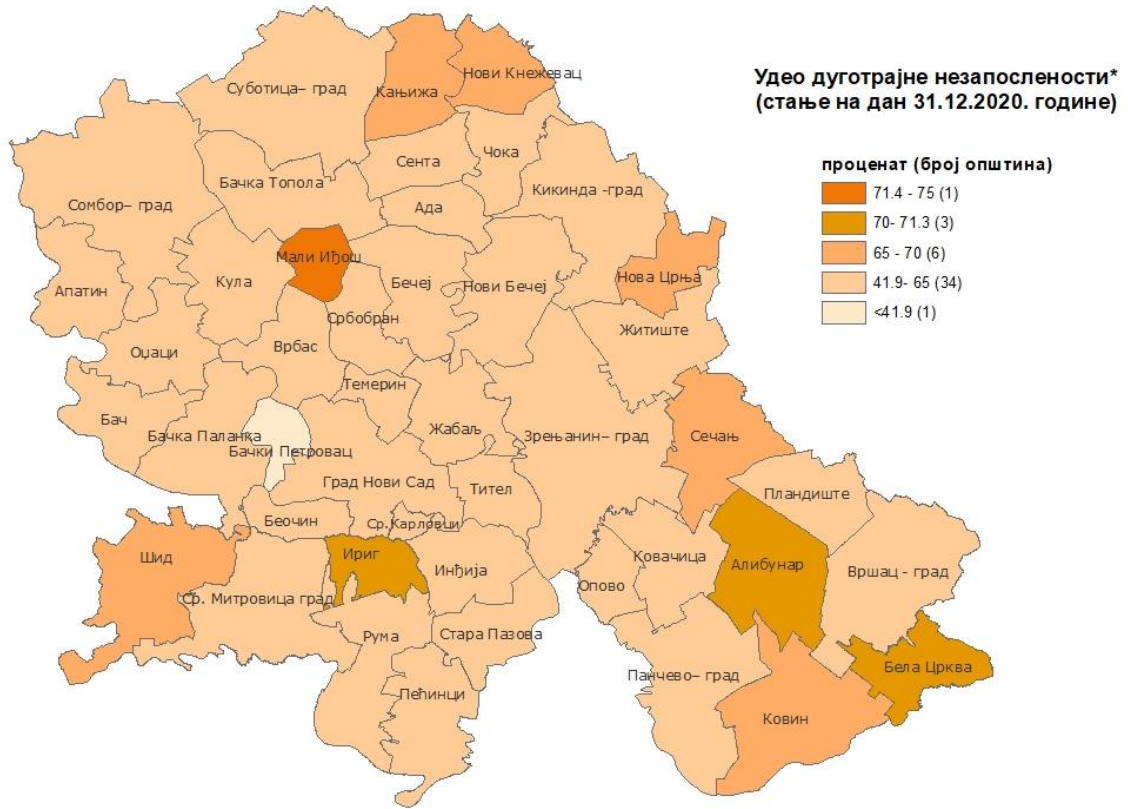 Удео дуготрајне незапослености*
(стање на дан 31.12.2020. године)
проценат (број општина)
71.4 - 75 (1)
70- 71.3 (3)
65 - 70 (6)
41.9- 65 (34)
<41.9 (1)
Суботица– град
Кањижа
Нови Кнежевац
Сента
Чока
Бачка Топола
Кикинда -град
Сомбор– град
Ада
Мали Иђош
Нова Црња
Апатин
Кула
Бечеј
Нови Бечеј
Србобран
Житиште
Оџаци
Врбас
Темерин
Бач
Бачка Паланка
Жабаљ
Зрењанин– град
Сечањ
Бачки Петровац
Град Нови Сад
Тител
Пландиште
Беочин
Ср.Карловци
Шид
Ириг
Инђија
Ковачица
Алибунар
Вршац - град
Опово
Ср. Митровица град
Рума
Стара Пазова
Бела Црква
Панчево– град
Пећинци
Ковин